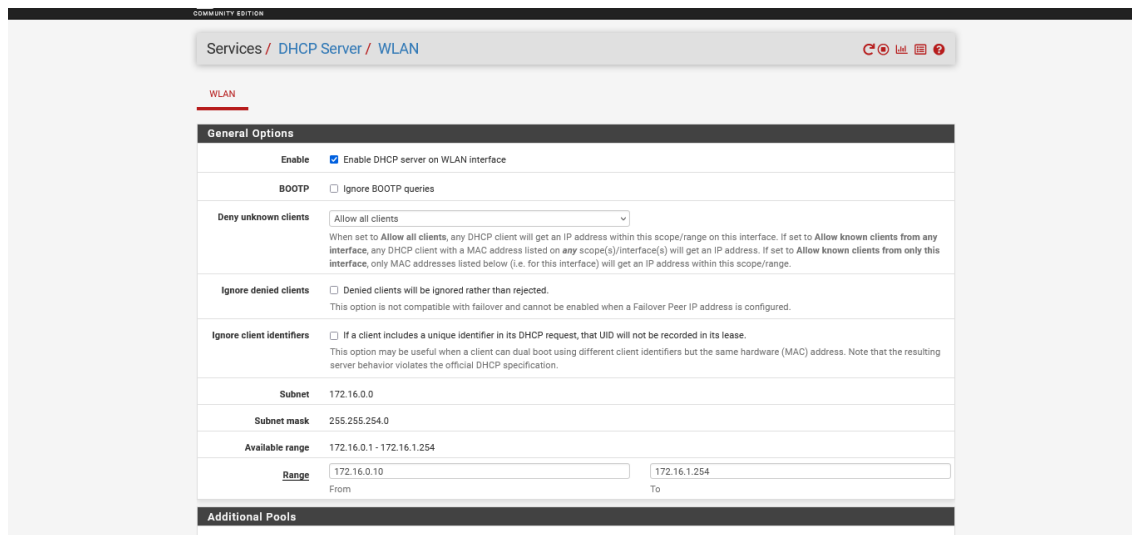 COMMUNITY EDITION
Services / DHCP Server / WLAN
WLAN
General Options
Enable
Enable DHCP server on WLAN interface
BOOTP
Ignore BOOTP queries
Deny unknown clients
Allow all clients
When set to Allow all clients, any DHCP client will get an IP address within this scope/range on this interface. If set to Allow known clients from any
interface, any DHCP client with a MAC address listed on any scope(s)/interface(s) will get an IP address. If set to Allow known clients from only this
interface, only MAC addresses listed below (i.e. for this interface) will get an IP address within this scope/range.
Ignore denied clients
Denied clients will be ignored rather than rejected.
This option is not compatible with failover and cannot be enabled when a Failover Peer IP address is configured.
Ignore client identifiers
If a client includes a unique identifier in its DHCP request, that UID will not be recorded in its lease.
This option may be useful when a client can dual boot using different client identifiers but the same hardware (MAC) address. Note that the resulting
server behavior violates the official DHCP specification.
Subnet
172.16.0.0
Subnet mask
255.255.254.0
Available range
172.16.0.1 - 172.16.1.254
Range
172.16.0.10
172.16.1.254
From
To
Additional Pools